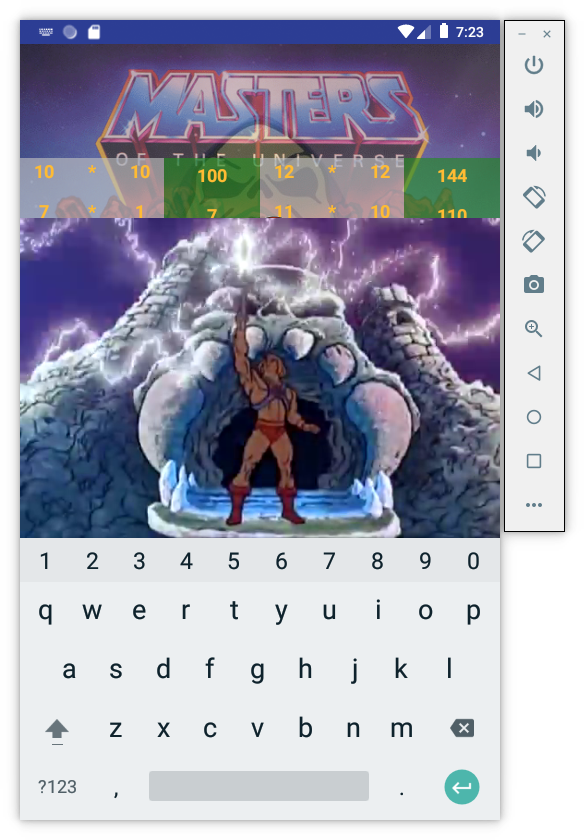 7:23
MASTERS
OF THE UNIVERSE
10 * 10 100 12 * 12 144
7 * 1 7 11 * 10 110
1 2 3 4 5 6 7 8 9 0
q w e r t y u i o p
a s d f g h j k l
z x c v b n m
?123 , .